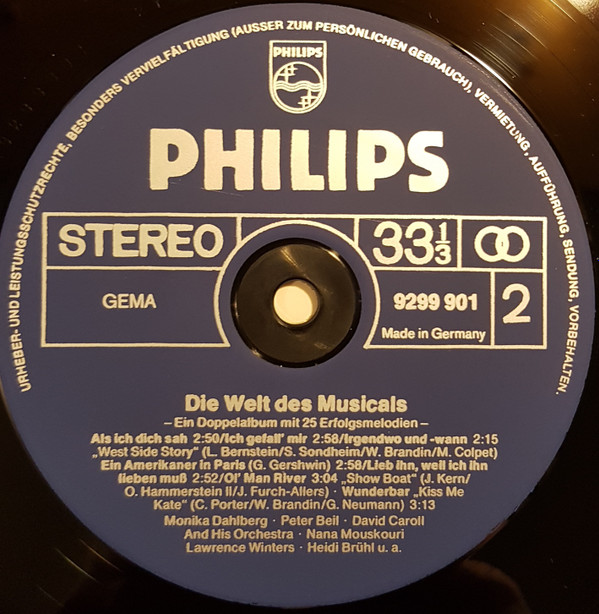 URHEBER- UND LEISTUNGSSCHUTZRECHTE, BESONDERS VERVIELFÄLTIGUNG (AUSSER ZUM PERSÖNLICHEN GEBRAUCH), VERMIETUNG, AUFFÜHRUNG, SENDUNG, VORBEHALTEN.
PHILIPS
PHILIPS
STEREO 33 1/3
GEMA 9299 901 2
Made in Germany
Die Welt des Musicals
– Ein Doppelalbum mit 25 Erfolgsmelodien –
Als ich dich sah 2:50/Ich gefall' mir 2:58/Irgendwo und -wann 2:15
„West Side Story" (L. Bernstein/S. Sondheim/W. Brandin/M. Colpet)
Ein Amerikaner in Paris (G. Gershwin) 2:58/Lieb ihn, weil ich ihn
lieben muß 2:52/Ol' Man River 3:04 „Show Boat" (J. Kern/
O. Hammerstein II/J. Furch-Allers) · Wunderbar „Kiss Me
Kate" (C. Porter/W. Brandin/G. Neumann) 3:13
Monika Dahlberg · Peter Beil · David Caroll
And His Orchestra · Nana Mouskouri
Lawrence Winters · Heidi Brühl u. a.